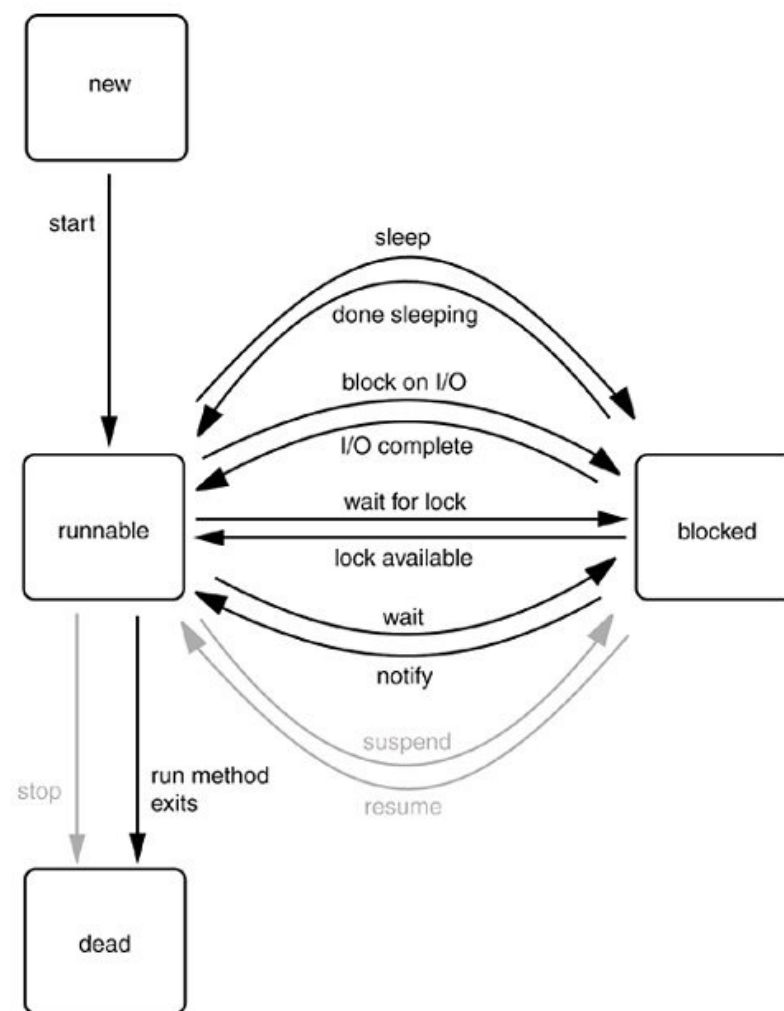 new
start
sleep
done sleeping
block on I/O
I/O complete
wait for lock
runnable
blocked
lock available
wait
notify
suspend
resume
stop
run method
exits
dead